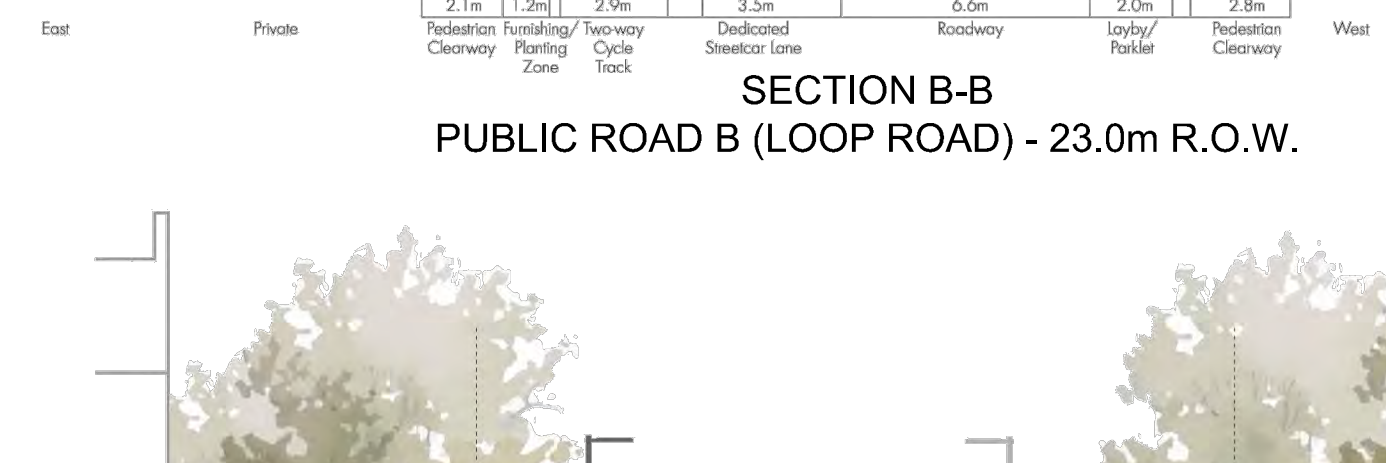 2.1m 1.2m 2.9m 3.5m 6.6m 2.0m 2.8m
East Private Pedestrian Furnishing/ Two-way Dedicated Roadway Layby/ Pedestrian West
Clearway Planting Cycle Streetcar Lane Parklet Clearway
Zone Track
SECTION B-B
PUBLIC ROAD B (LOOP ROAD) - 23.0m R.O.W.